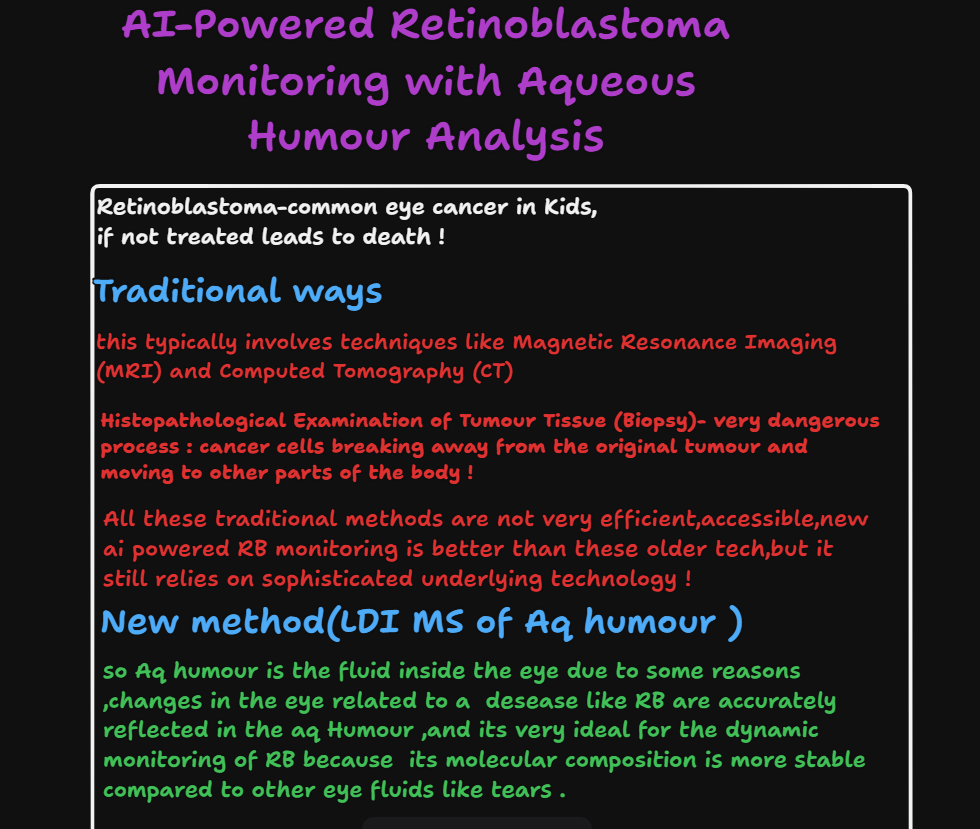 AI-Powered Retinoblastoma
Monitoring with Aqueous
Humour Analysis
Retinoblastoma-common eye cancer in Kids,
if not treated leads to death !
Traditional ways
this typically involves techniques like Magnetic Resonance Imaging
(MRI) and Computed Tomography (CT)
Histopathological Examination of Tumour Tissue (Biopsy)- very dangerous
process : cancer cells breaking away from the original tumour and
moving to other parts of the body !
All these traditional methods are not very efficient,accessible,new
ai powered RB monitoring is better than these older tech,but it
still relies on sophisticated underlying technology !
New method(LDI MS of Aq humour )
so Aq humour is the fluid inside the eye due to some reasons
,changes in the eye related to a  desease like RB are accurately
reflected in the aq Humour ,and its very ideal for the dynamic
monitoring of RB because  its molecular composition is more stable
compared to other eye fluids like tears .